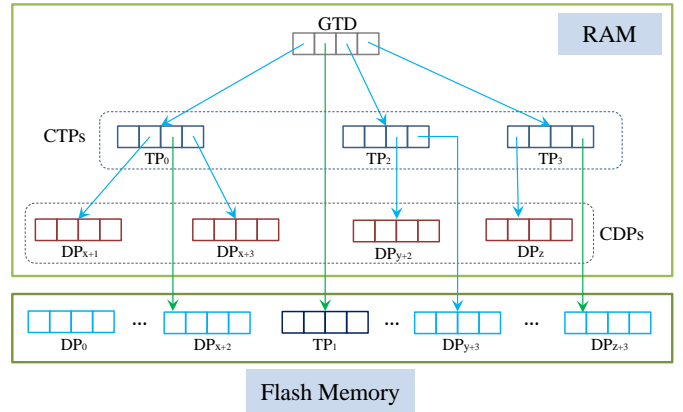 GTD
RAM
CTPs
TP0
TP2
TP3
DPx+1
DPx+3
DPy+2
DPz
CDPs
... ... ...
DP0
DPx+2
TP1
DPy+3
DPz+3
Flash Memory